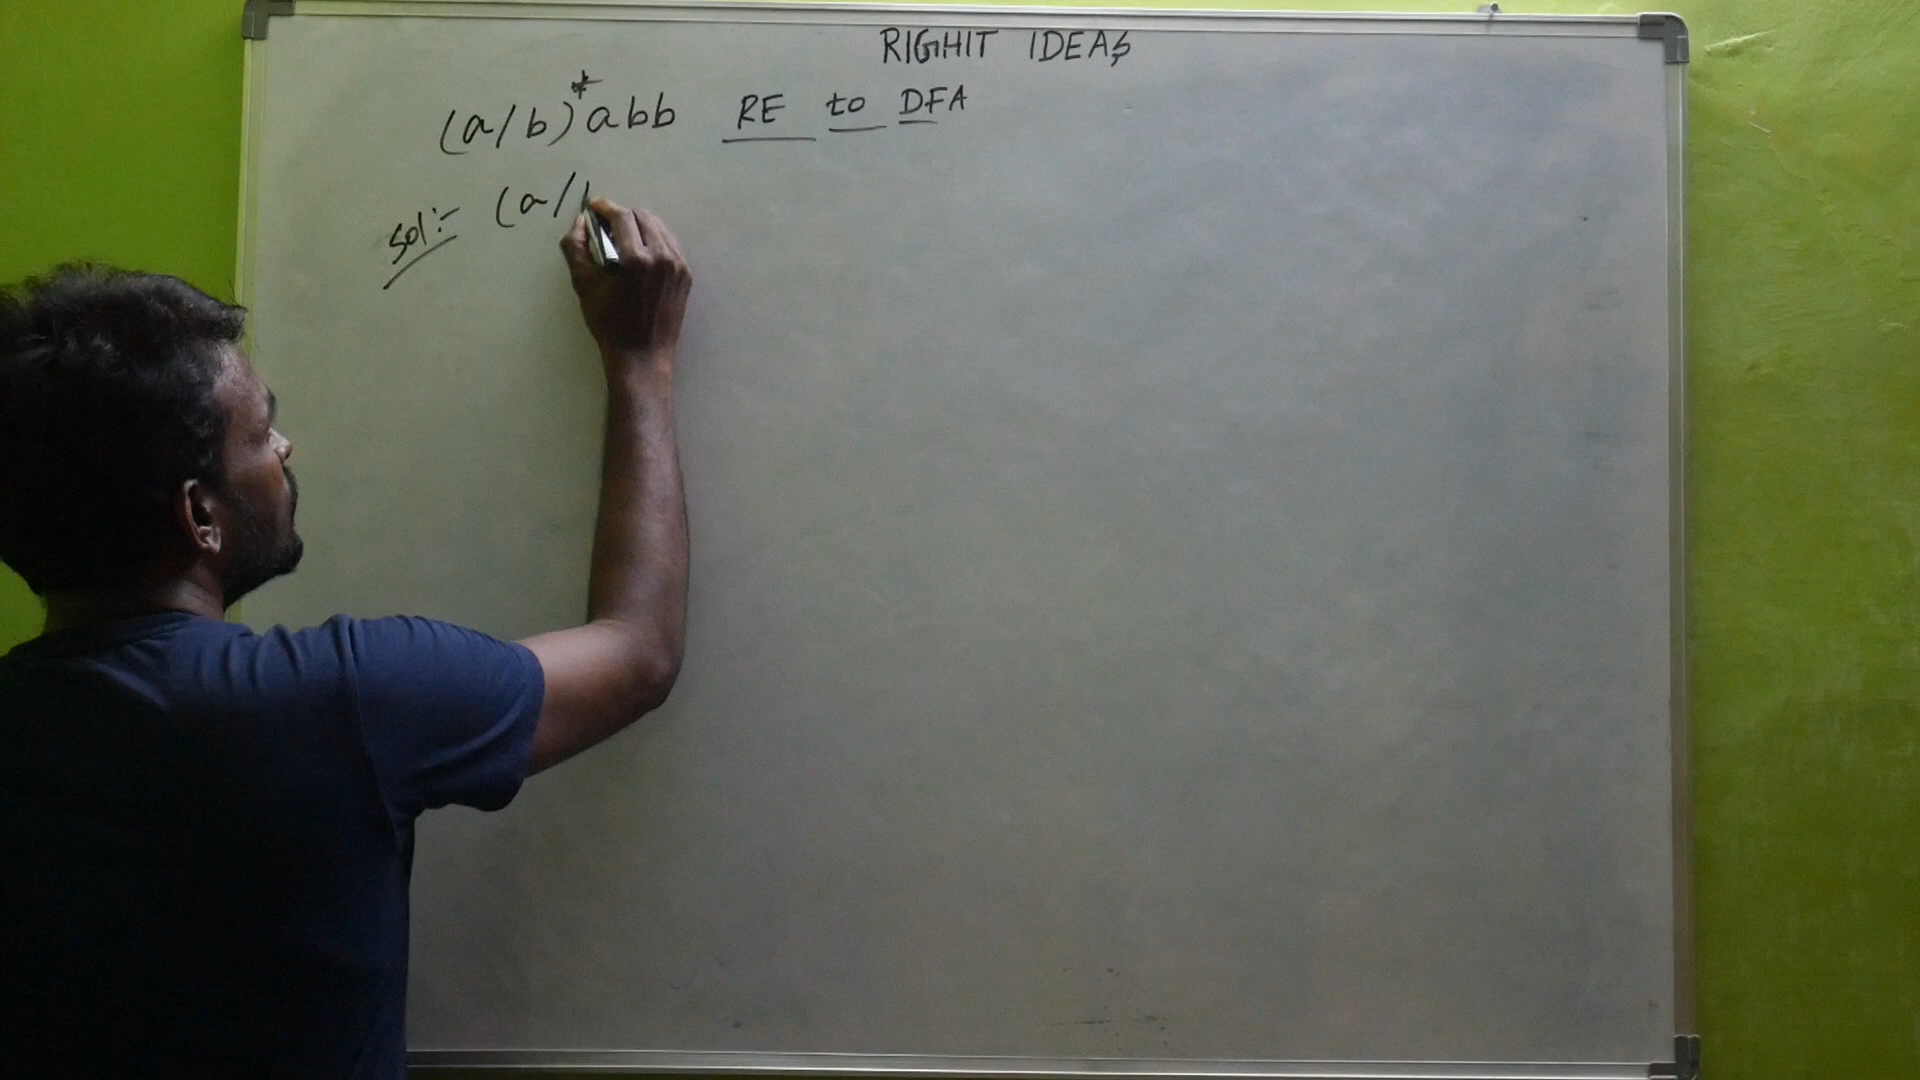 RIGHIT IDEAS
(a/b)*abb RE to DFA
Sol:- (a/